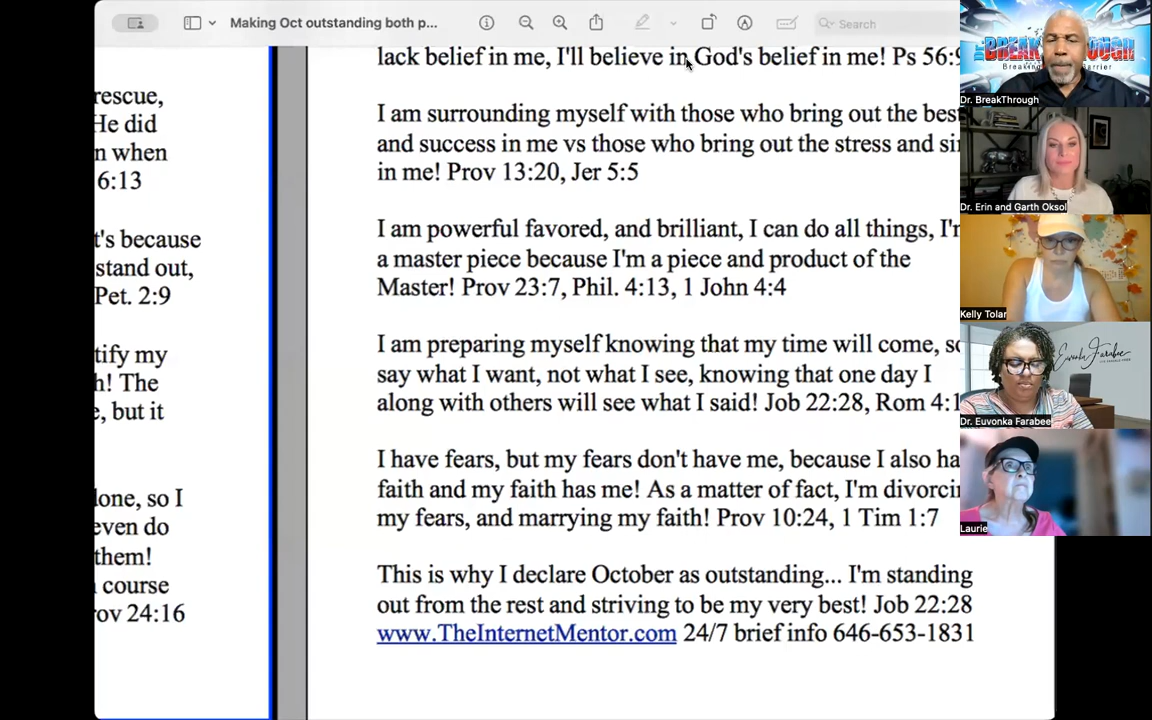 Making Oct outstanding both p...
Search
rescue,
He did
n when
6:13
t's because
stand out,
Pet. 2:9
tify my
h! The
e, but it
lone, so I
even do
them!
course
rov 24:16
lack belief in me, I'll believe in God's belief in me! Ps 56:9
I am surrounding myself with those who bring out the best
and success in me vs those who bring out the stress and si
in me! Prov 13:20, Jer 5:5
I am powerful favored, and brilliant, I can do all things, I'
a master piece because I'm a piece and product of the
Master! Prov 23:7, Phil. 4:13, 1 John 4:4
I am preparing myself knowing that my time will come, so
say what I want, not what I see, knowing that one day I
along with others will see what I said! Job 22:28, Rom 4:1
I have fears, but my fears don't have me, because I also ha
faith and my faith has me! As a matter of fact, I'm divorci
my fears, and marrying my faith! Prov 10:24, 1 Tim 1:7
This is why I declare October as outstanding... I'm standing
out from the rest and striving to be my very best! Job 22:28
www.TheInternetMentor.com 24/7 brief info 646-653-1831
Dr. BreakThrough
Dr. Erin and Garth Oksol
Kelly Tolar
Euvonka Farabee
Dr. Euvonka Farabee
Laurie